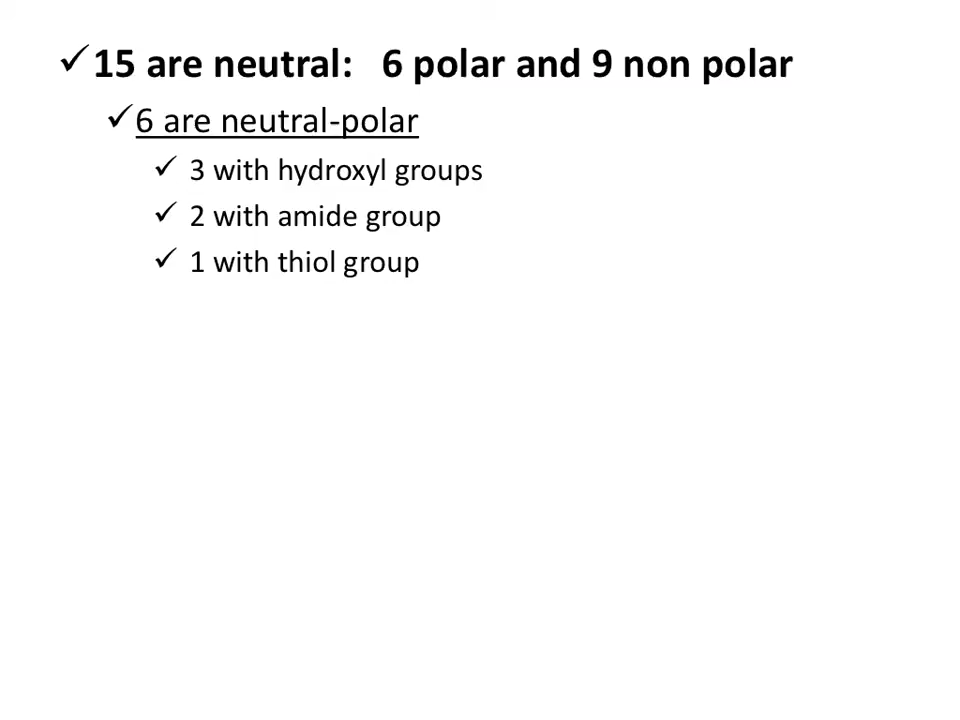 ✓15 are neutral: 6 polar and 9 non polar
✓6 are neutral-polar
✓ 3 with hydroxyl groups
✓ 2 with amide group
✓ 1 with thiol group